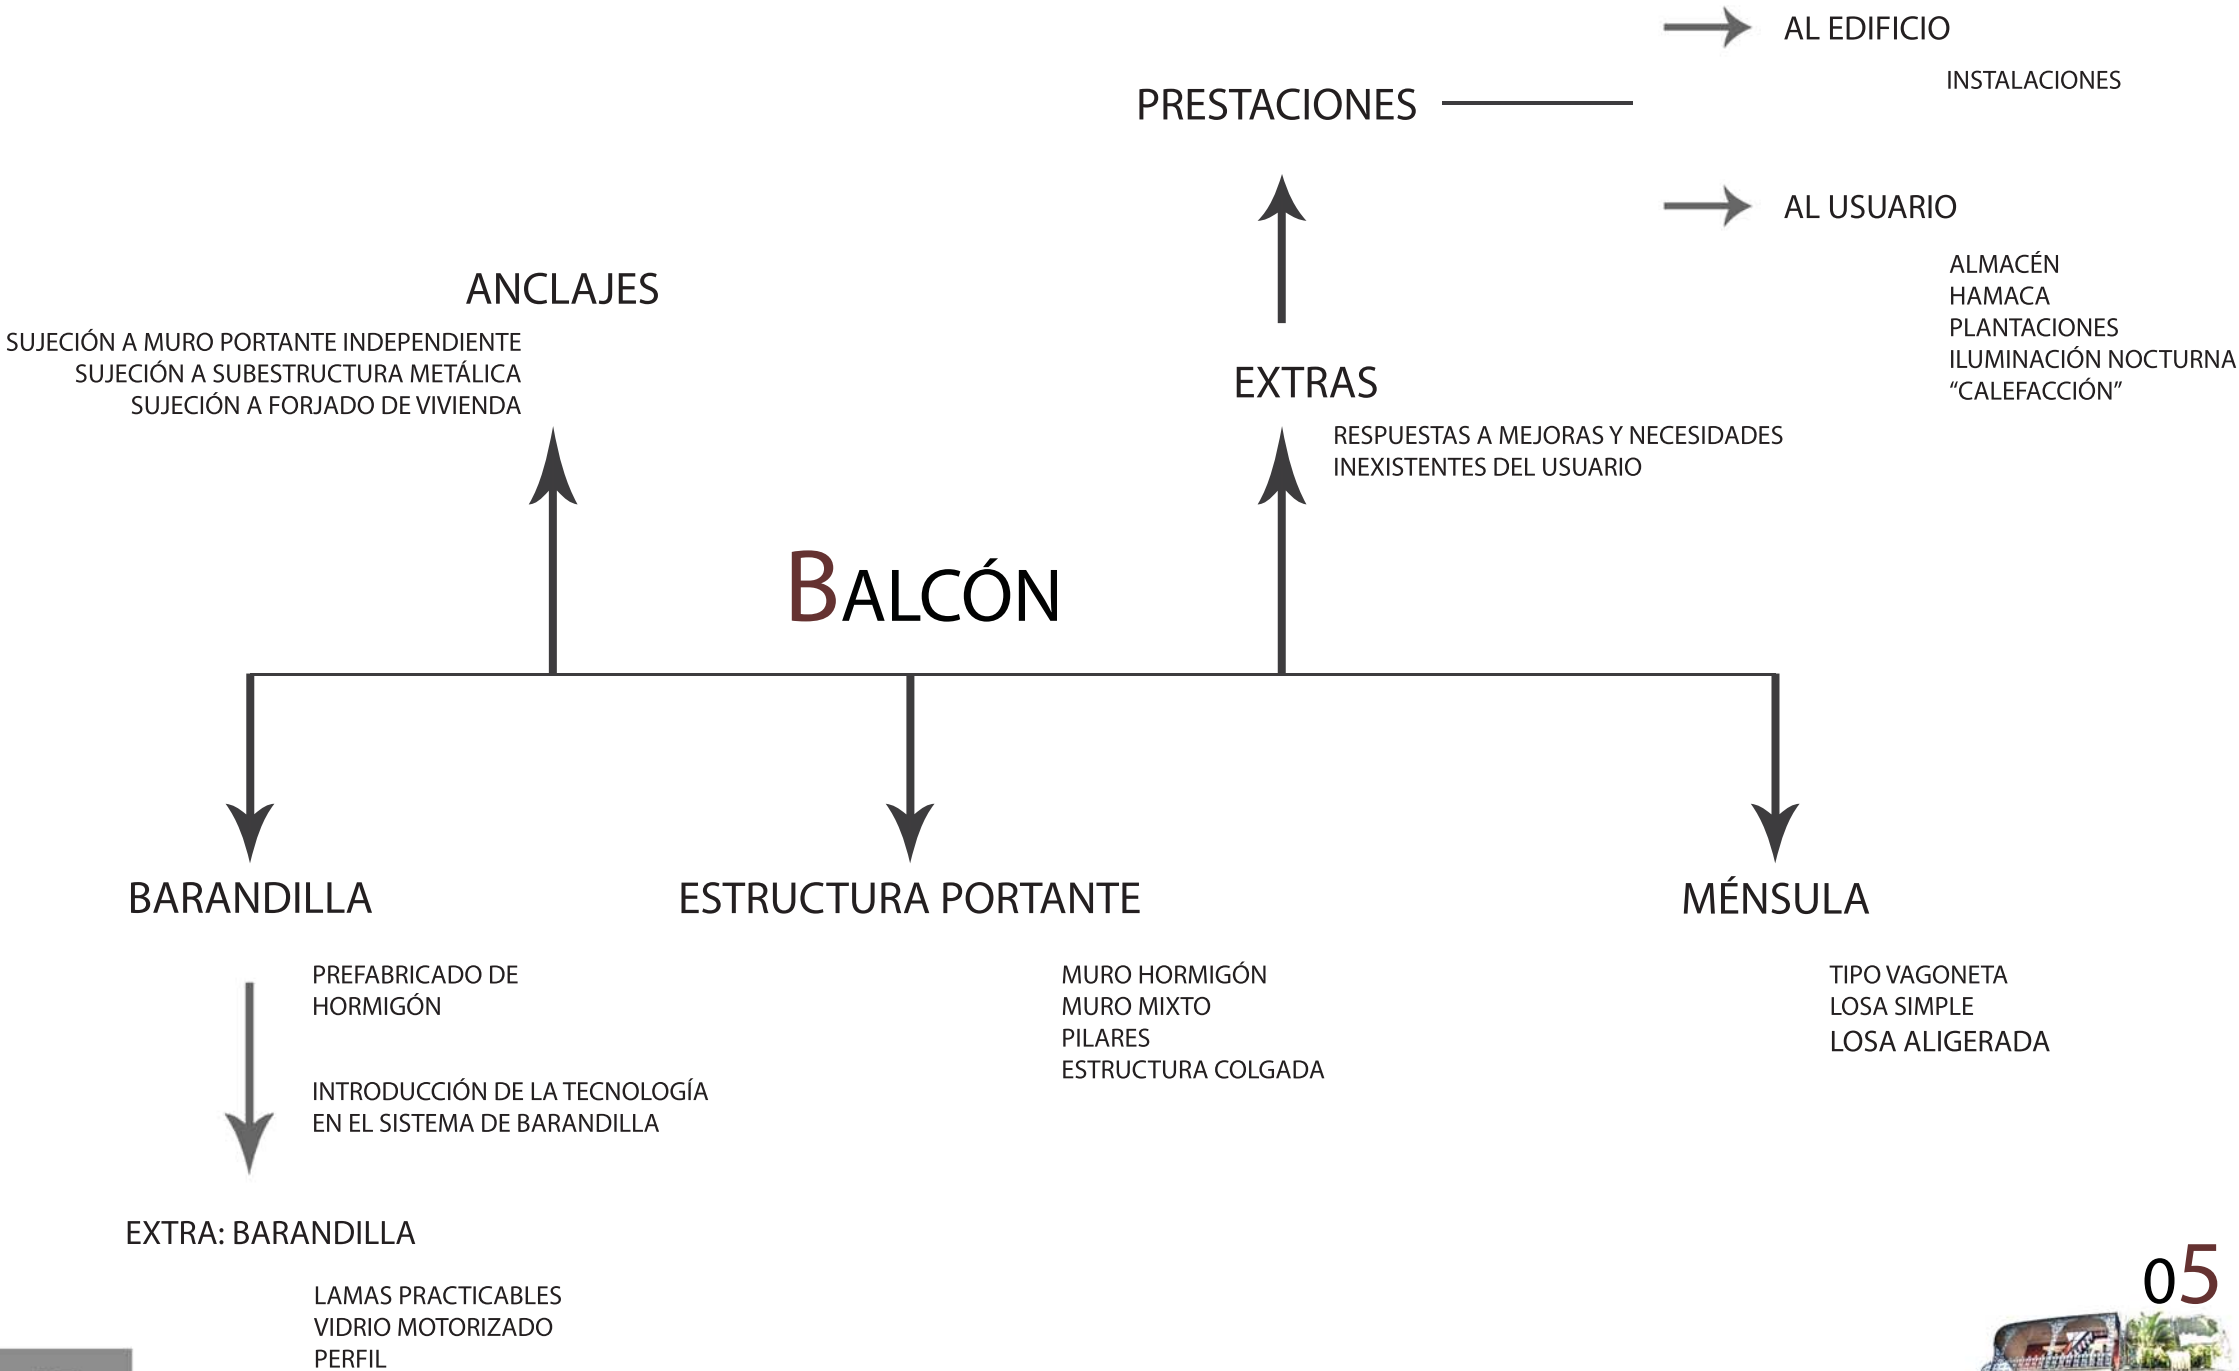 AL EDIFICIO
INSTALACIONES
PRESTACIONES
AL USUARIO
ALMACÉN
HAMACA
PLANTACIONES
ILUMINACIÓN NOCTURNA
“CALEFACCIÓN”
ANCLAJES
SUJECIÓN A MURO PORTANTE INDEPENDIENTE
SUJECIÓN A SUBESTRUCTURA METÁLICA
SUJECIÓN A FORJADO DE VIVIENDA
EXTRAS
RESPUESTAS A MEJORAS Y NECESIDADES
INEXISTENTES DEL USUARIO
BALCÓN
BARANDILLA
PREFABRICADO DE
HORMIGÓN
INTRODUCCIÓN DE LA TECNOLOGÍA
EN EL SISTEMA DE BARANDILLA
EXTRA: BARANDILLA
LAMAS PRACTICABLES
VIDRIO MOTORIZADO
PERFIL
ESTRUCTURA PORTANTE
MURO HORMIGÓN
MURO MIXTO
PILARES
ESTRUCTURA COLGADA
MÉNSULA
TIPO VAGONETA
LOSA SIMPLE
LOSA ALIGERADA
05